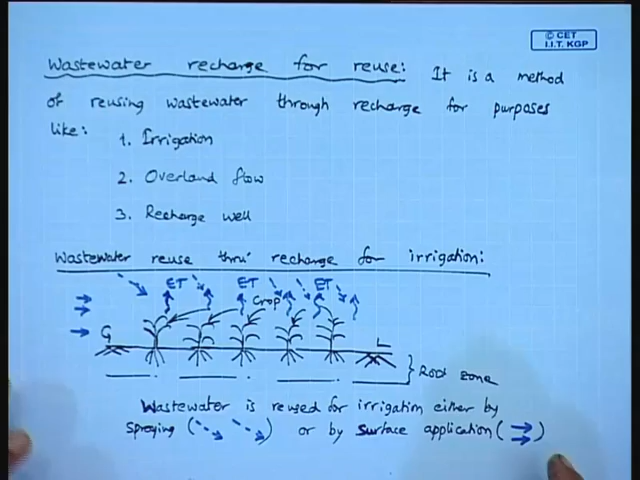 © CET
I.I.T. KGP
Wastewater recharge for reuse: It is a method
of reusing wastewater through recharge for purposes
like:
1. Irrigation
2. Overland flow
3. Recharge well
Wastewater reuse thru' recharge for irrigation:
ET ET ET
Crop
G L
Root zone
Wastewater is reused for irrigation either by
spraying ( ) or by surface application ( )